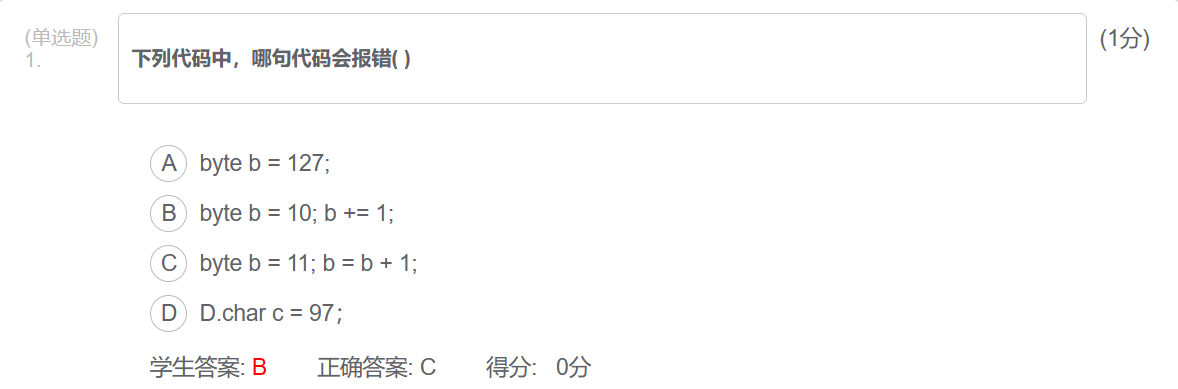 (单选题)
1.
下列代码中，哪句代码会报错( )
(1分)
A byte b = 127;
B byte b = 10; b += 1;
C byte b = 11; b = b + 1;
D D.char c = 97；
学生答案: B 正确答案: C 得分: 0分